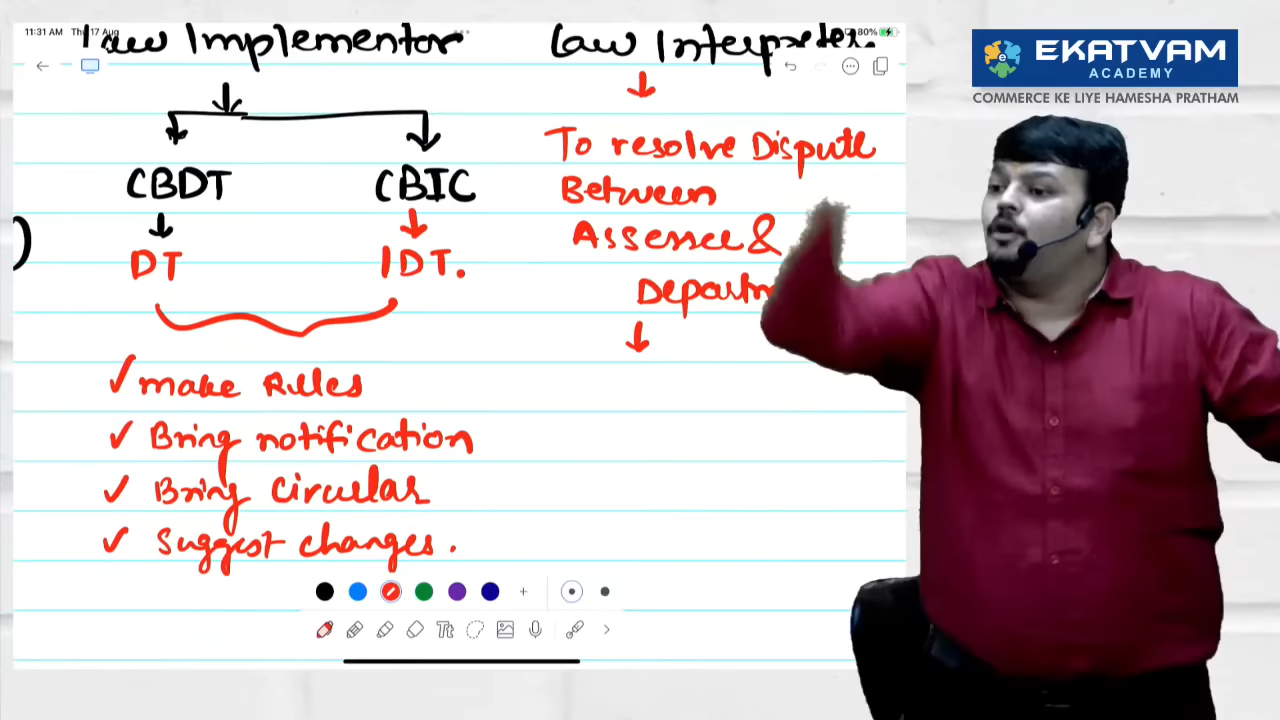 11:31 AM Thu 17 Aug
80%
Law Implementor
Law Interpreter.
CBDT
CBIC
DT
IDT.
✓ make Rules
✓ Bring notification
✓ Bring Circular
✓ Suggest changes.
To resolve Dispute
Between
Assessee &
)
Tt
EKATVAM
ACADEMY
COMMERCE KE LIYE HAMESHA PRATHAM